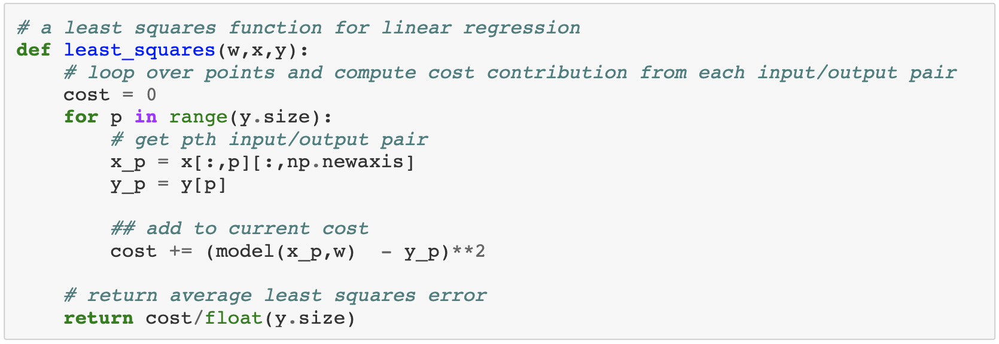 # a least squares function for linear regression
def least_squares(w,x,y):
    # loop over points and compute cost contribution from each input/output pair
    cost = 0
    for p in range(y.size):
        # get pth input/output pair
        x_p = x[:,p][:,np.newaxis]
        y_p = y[p]

        ## add to current cost
        cost += (model(x_p,w)  - y_p)**2

    # return average least squares error
    return cost/float(y.size)